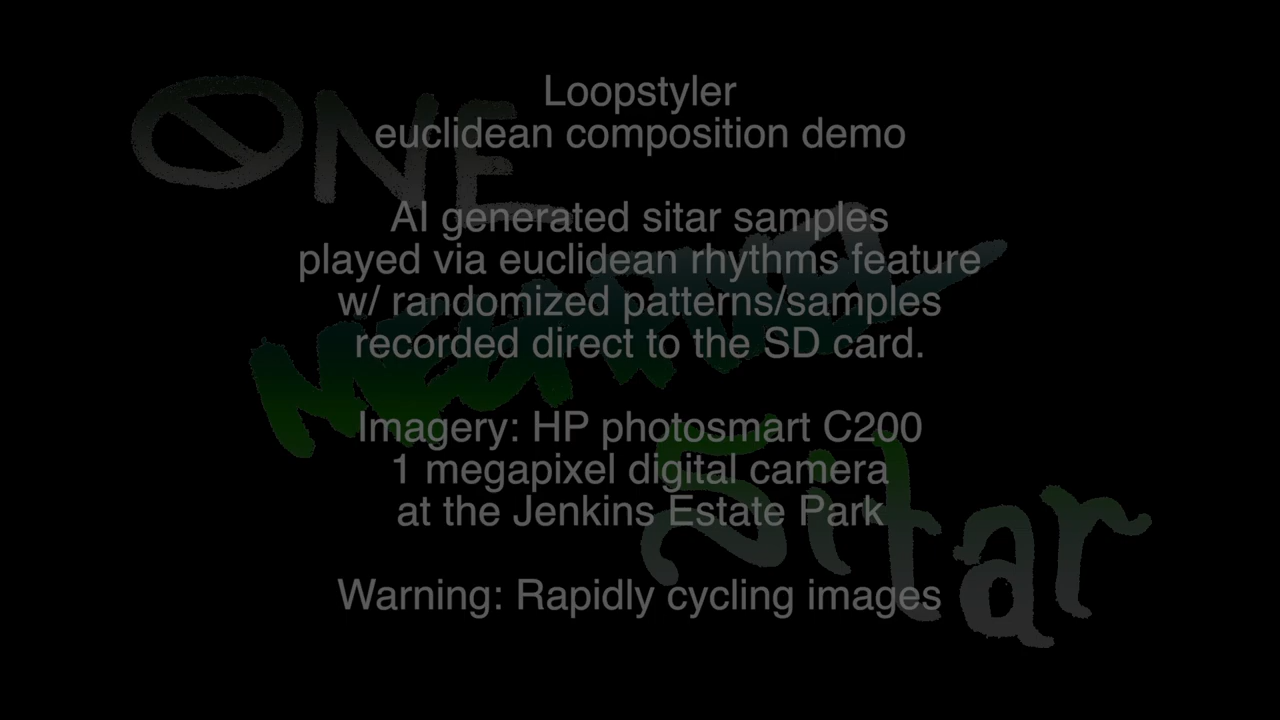 ONE
MEGAPIXEL
Sitar
Loopstyler
euclidean composition demo
AI generated sitar samples
played via euclidean rhythms feature
w/ randomized patterns/samples
recorded direct to the SD card.
Imagery: HP photosmart C200
1 megapixel digital camera
at the Jenkins Estate Park
Warning: Rapidly cycling images